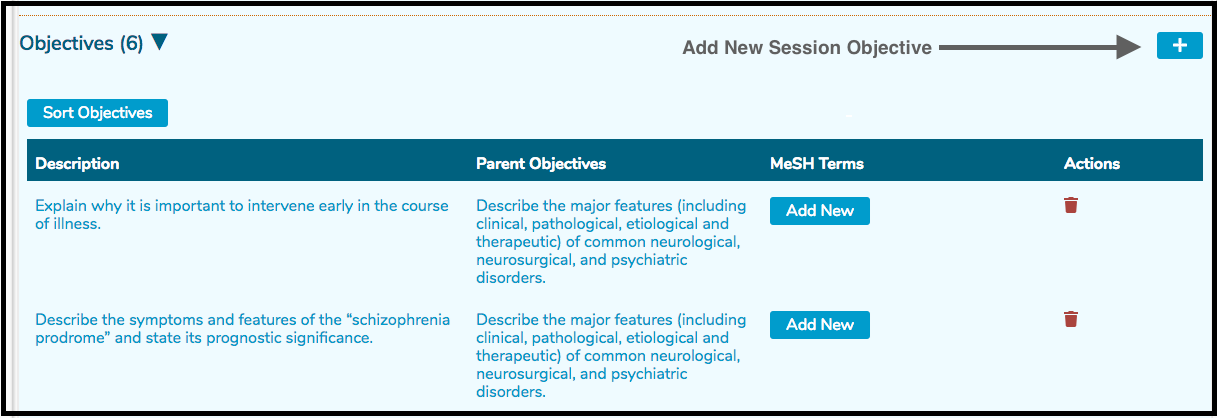 Objectives (6) ▼
Add New Session Objective
+
Sort Objectives
Description Parent Objectives MeSH Terms Actions
Explain why it is important to intervene early in the course
of illness.
Describe the major features (including
clinical, pathological, etiological and
therapeutic) of common neurological,
neurosurgical, and psychiatric
disorders.
Add New
Describe the symptoms and features of the “schizophrenia
prodrome” and state its prognostic significance.
Describe the major features (including
clinical, pathological, etiological and
therapeutic) of common neurological,
neurosurgical, and psychiatric
disorders.
Add New